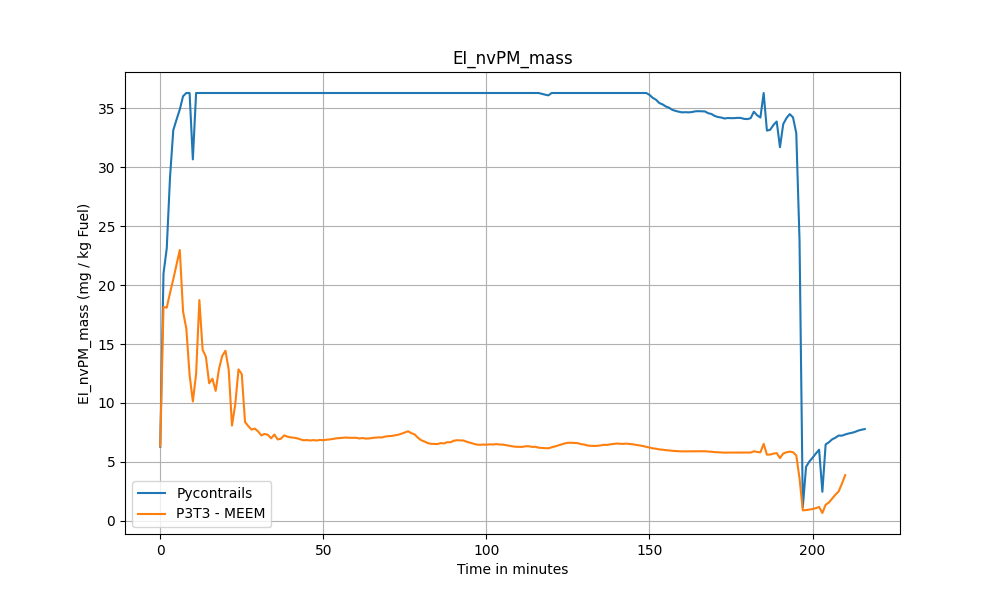 EI_nvPM_mass
EI_nvPM_mass (mg / kg Fuel)
35
30
25
20
15
10
5
0
Pycontrails
P3T3 - MEEM
0 50 100 150 200
Time in minutes